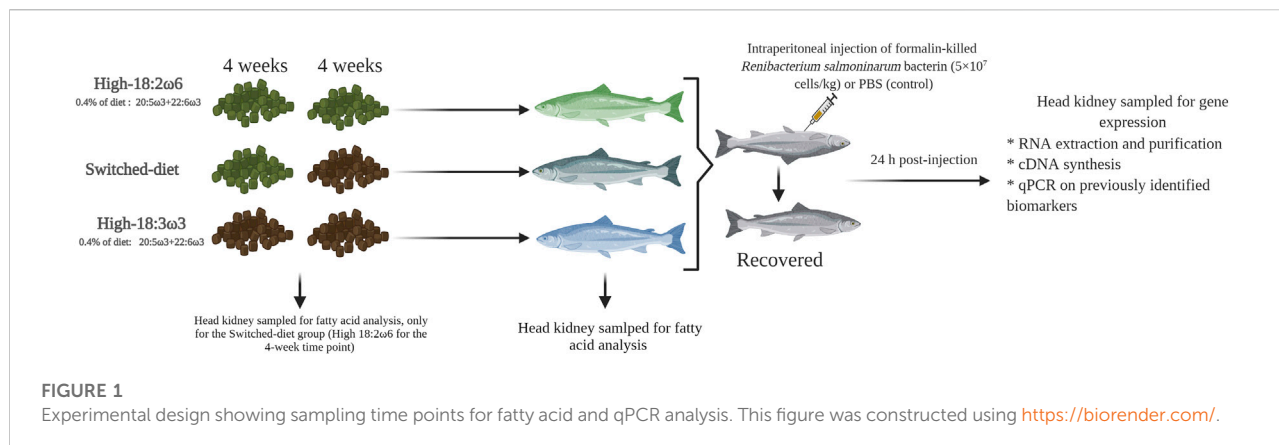 4 weeks
4 weeks
High-18:2ω6
0.4% of diet : 20:5ω3+22:6ω3
Switched-diet
High-18:3ω3
0.4% of diet: 20:5ω3+22:6ω3
Head kidney sampled for fatty acid analysis, only
for the Switched-diet group (High 18:2ω6 for the
4-week time point)
Head kidney samlped for fatty
acid analysis
Intraperitoneal injection of formalin-killed
Renibacterium salmoninarum bacterin (5×10⁷
cells/kg) or PBS (control)
Recovered
24 h post-injection
Head kidney sampled for gene
expression
* RNA extraction and purification
* cDNA synthesis
* qPCR on previously identified
biomarkers
FIGURE 1
Experimental design showing sampling time points for fatty acid and qPCR analysis. This figure was constructed using https://biorender.com/.